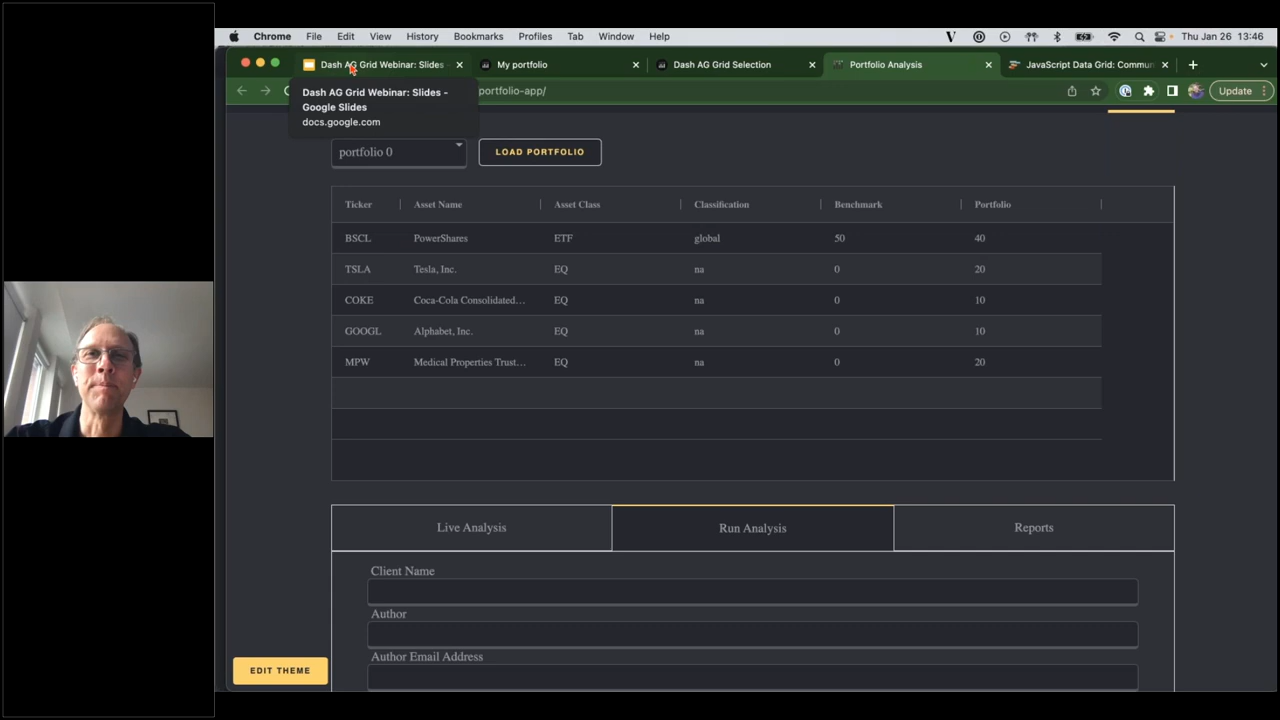 Chrome File Edit View History Bookmarks Profiles Tab Window Help Thu Jan 26 13:46
Dash AG Grid Webinar: Slides - My portfolio Dash AG Grid Selection Portfolio Analysis JavaScript Data Grid: Commun
portfolio-app/ Update
Dash AG Grid Webinar: Slides -
Google Slides
docs.google.com
portfolio 0 LOAD PORTFOLIO
Ticker Asset Name Asset Class Classification Benchmark Portfolio
BSCL PowerShares ETF global 50 40
TSLA Tesla, Inc. EQ na 0 20
COKE Coca-Cola Consolidated... EQ na 0 10
GOOGL Alphabet, Inc. EQ na 0 10
MPW Medical Properties Trust... EQ na 0 20
Live Analysis Run Analysis Reports
Client Name
Author
Author Email Address
EDIT THEME